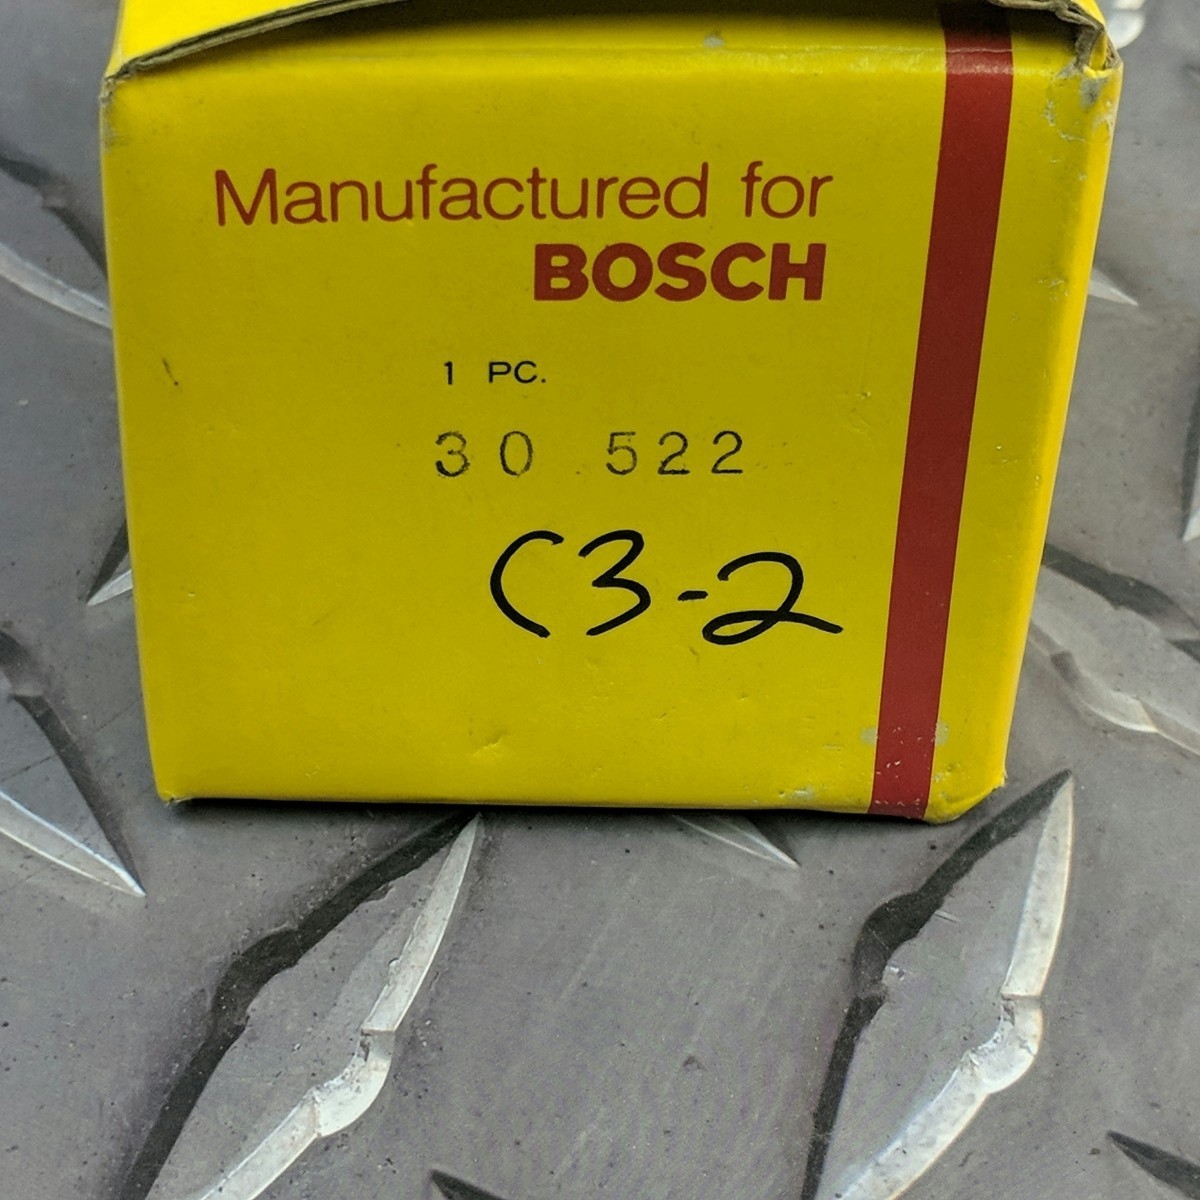 Manufactured for
BOSCH
1 PC.
30 522
C3-2